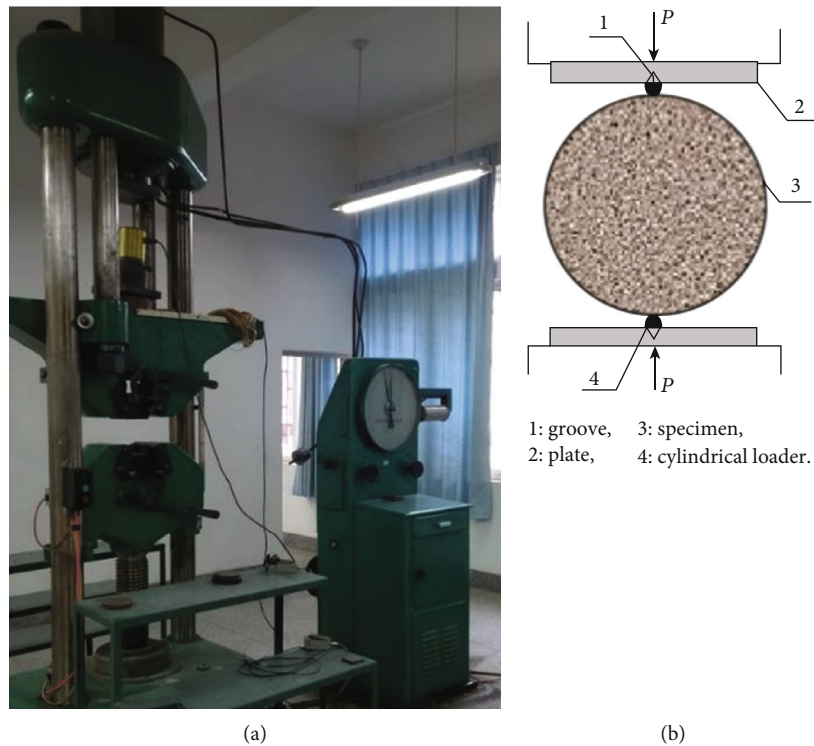 1
P
2
3
4
P
1: groove, 3: specimen,
2: plate, 4: cylindrical loader.
(a)
(b)